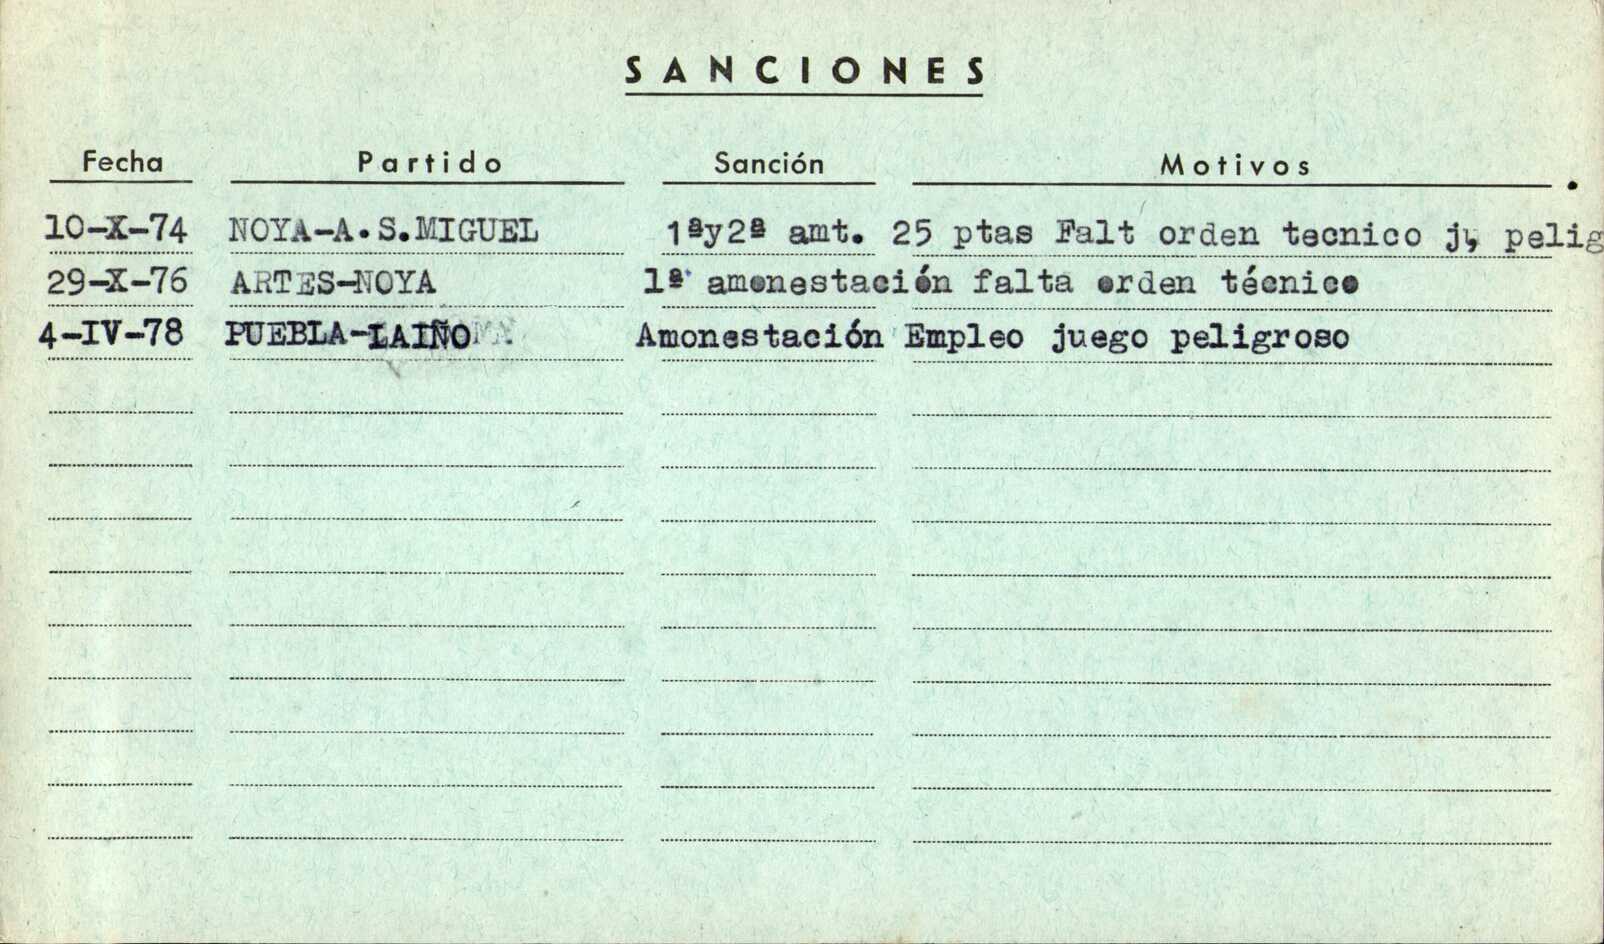 SANCIONES
Fecha Partido Sanción Motivos
10-X-74 NOYA-A.S.MIGUEL 1ªy2ª amt. 25 ptas Falt orden tecnico j, pelig
29-X-76 ARTES-NOYA 1ª amonestación falta orden técnico
4-IV-78 PUEBLA-LAIÑO Amonestación Empleo juego peligroso